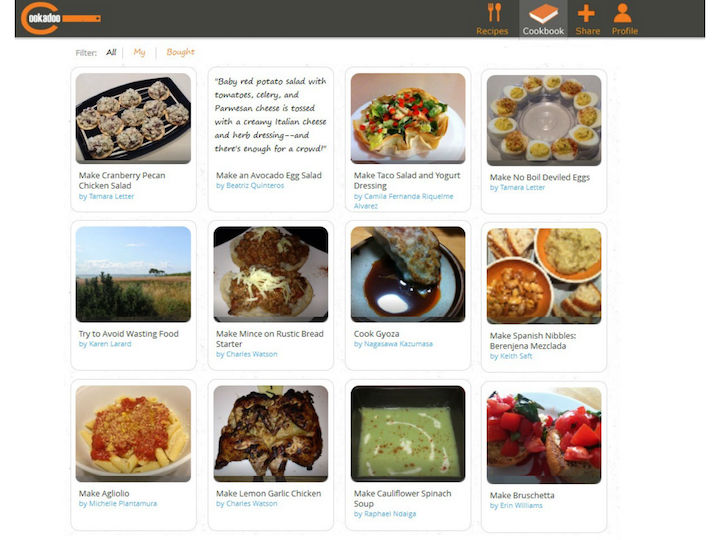 ookadoo
Recipes Cookbook Share Profile
Filter: All My Bought
"Baby red potato salad with
tomatoes, celery, and
Parmesan cheese is tossed
with a creamy Italian cheese
and herb dressing--and
there's enough for a crowd!"
Make Cranberry Pecan
Chicken Salad
by Tamara Letter
Make an Avocado Egg Salad
by Beatriz Quinteros
Make Taco Salad and Yogurt
Dressing
by Camila Fernanda Riquelme
Alvarez
Make No Boil Deviled Eggs
by Tamara Letter
Try to Avoid Wasting Food
by Karen Larard
Make Mince on Rustic Bread
Starter
by Charles Watson
Cook Gyoza
by Nagasawa Kazumasa
Make Spanish Nibbles:
Berenjena Mezclada
by Keith Saft
Make Agliolio
by Michelle Plantamura
Make Lemon Garlic Chicken
by Charles Watson
Make Cauliflower Spinach
Soup
by Raphael Ndaiga
Make Bruschetta
by Erin Williams